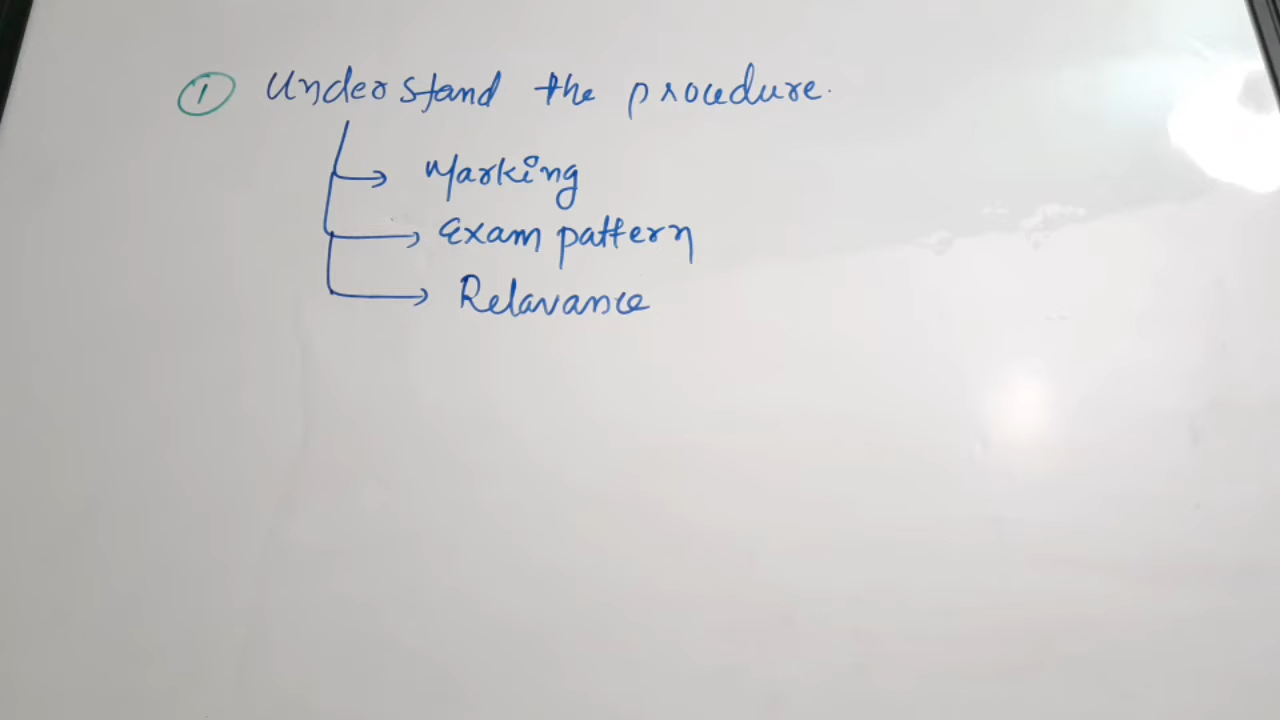 1 Understand the procedure.
Marking
Exam pattern
Relavance